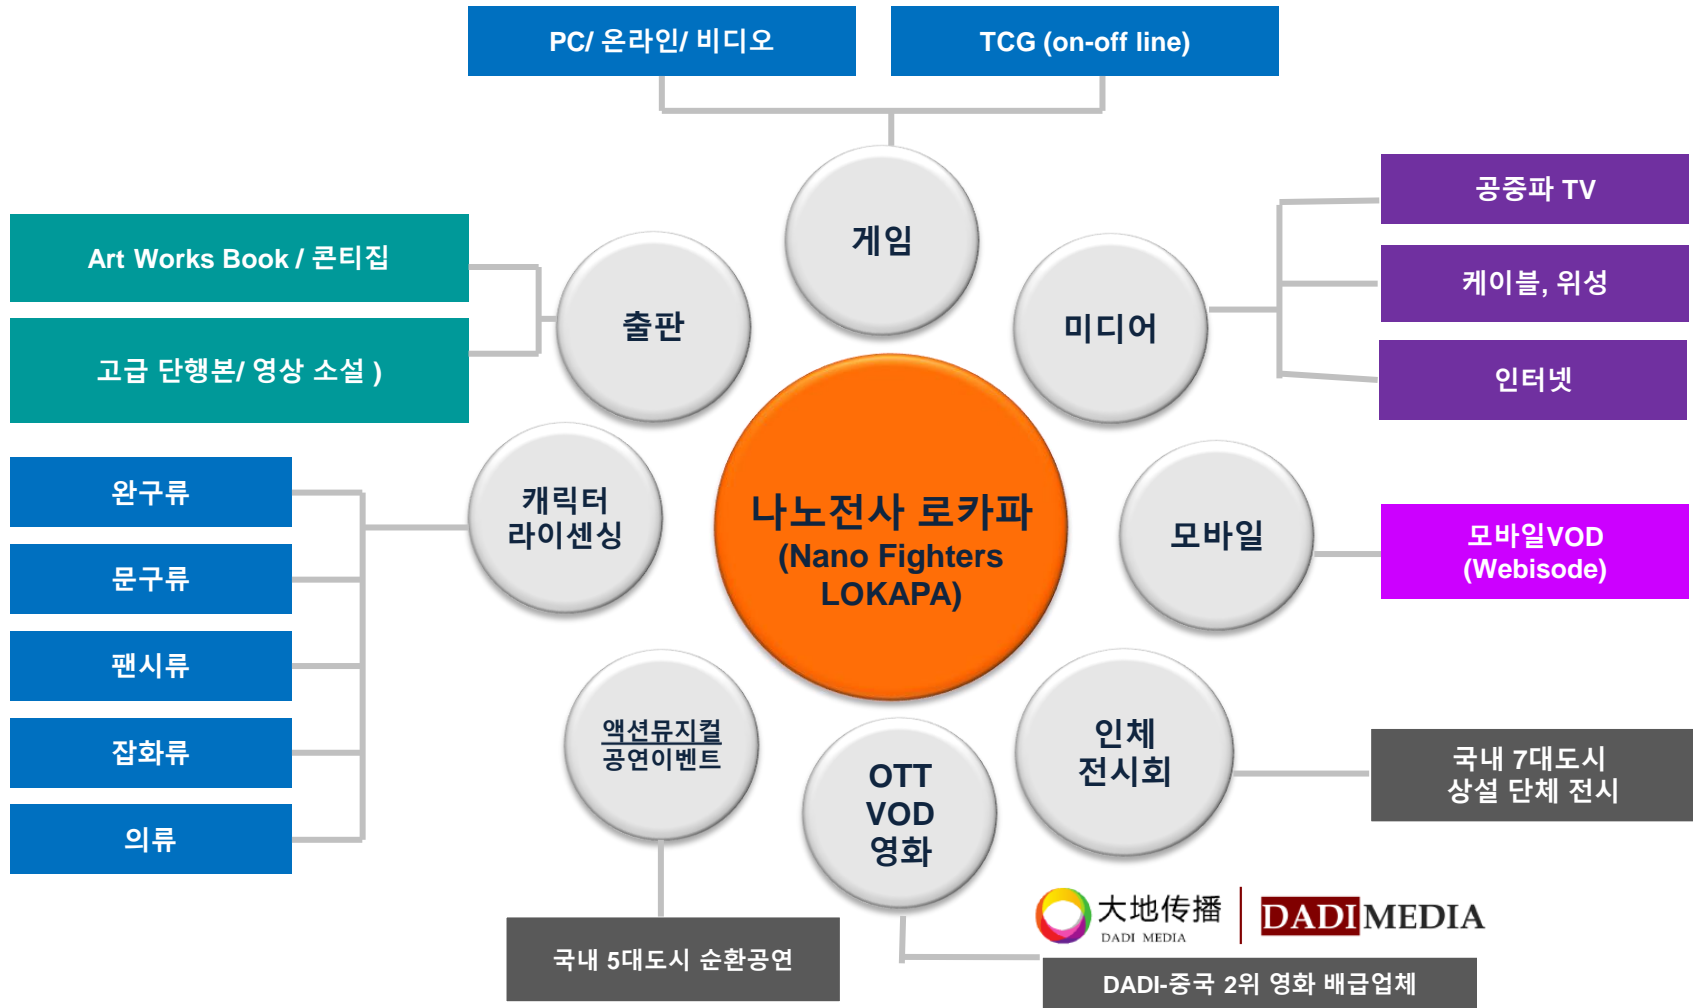 PC/ 온라인/ 비디오
TCG (on-off line)
게임
공중파 TV
케이블, 위성
인터넷
미디어
Art Works Book / 콘티집
고급 단행본/ 영상 소설 )
출판
나노전사 로카파
(Nano Fighters
LOKAPA)
캐릭터
라이센싱
완구류
문구류
팬시류
잡화류
의류
모바일
모바일VOD
(Webisode)
액션뮤지컬
공연이벤트
OTT
VOD
영화
인체
전시회
국내 7대도시
상설 단체 전시
국내 5대도시 순환공연
大地传播
DADI MEDIA
DADI MEDIA
DADI-중국 2위 영화 배급업체